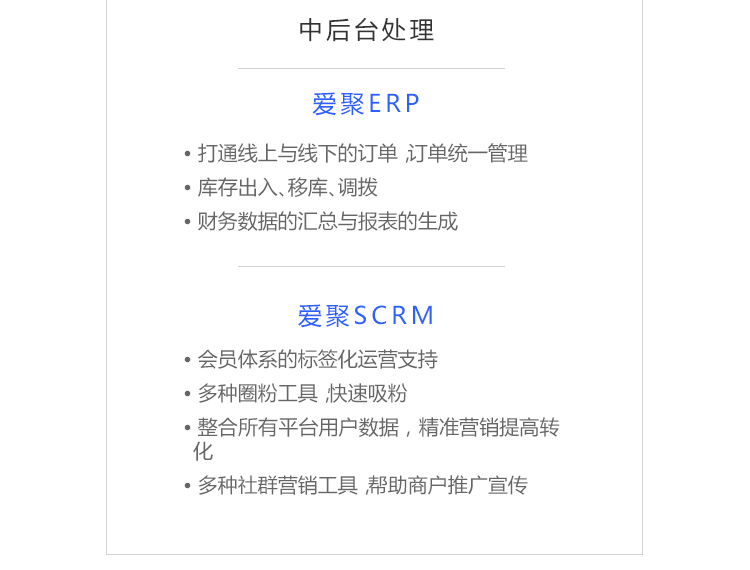 中后台处理
爱聚ERP
• 打通线上与线下的订单,订单统一管理
• 库存出入、移库、调拨
• 财务数据的汇总与报表的生成
爱聚SCRM
• 会员体系的标签化运营支持
• 多种圈粉工具,快速吸粉
• 整合所有平台用户数据，精准营销提高转
化
• 多种社群营销工具,帮助商户推广宣传